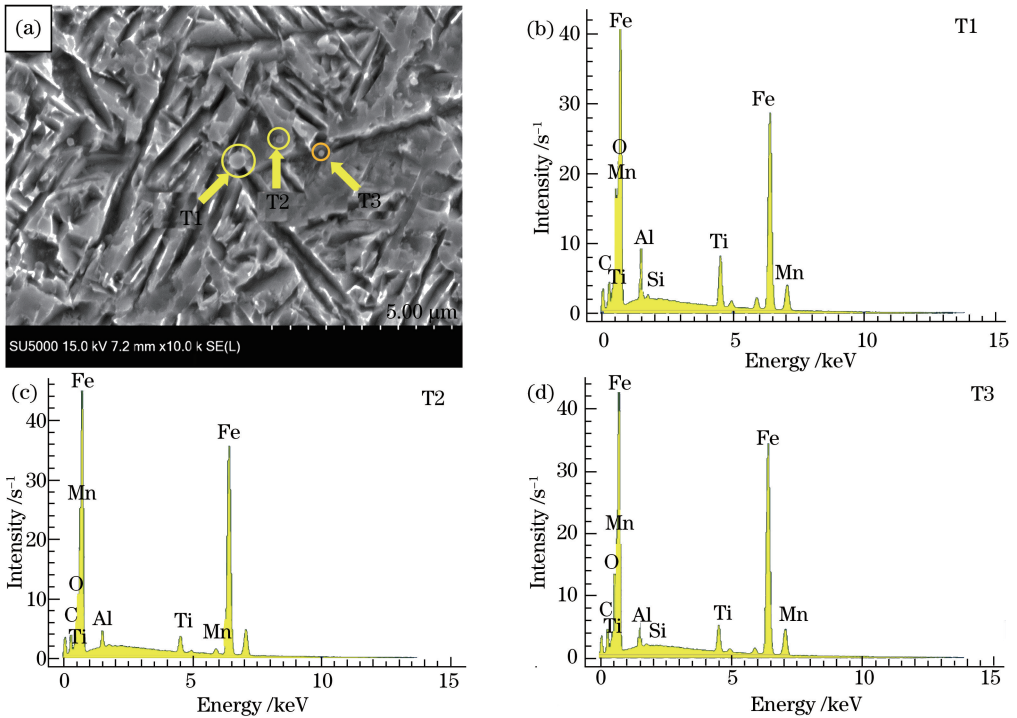 (a)
T1
T2
T3
5.00 μm
SU5000 15.0 kV 7.2 mm x10.0 k SE(L)
(b)
T1
Fe
Fe
O
Mn
Al
Ti
C
Ti
Si
Mn
40
30
20
10
0
Intensity /s⁻¹
0 5 10 15
Energy /keV
(c)
T2
Fe
Fe
Mn
O
C
Ti
Al
Ti
Mn
40
30
20
10
0
Intensity /s⁻¹
0 5 10 15
Energy /keV
(d)
T3
Fe
Fe
Mn
O
C
Ti
Al
Si
Ti
Mn
40
30
20
10
0
Intensity /s⁻¹
0 5 10 15
Energy /keV